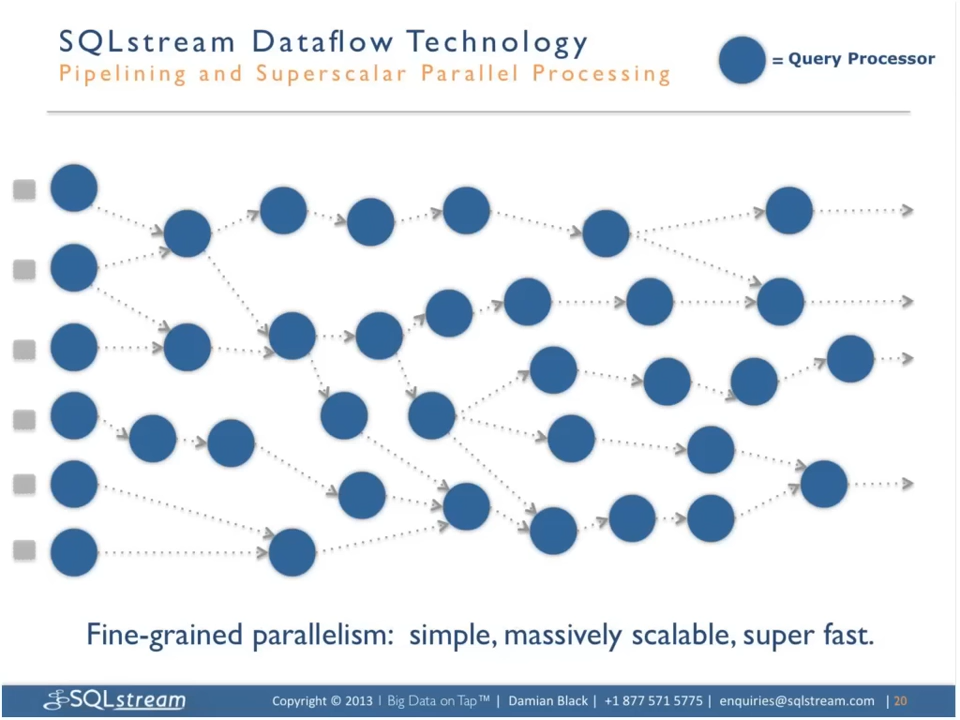 SQLstream Dataflow Technology
Pipelining and Superscalar Parallel Processing
= Query Processor
Fine-grained parallelism: simple, massively scalable, super fast.
SQLstream Copyright © 2013 | Big Data on Tap™ | Damian Black | +1 877 571 5775 | enquiries@sqlstream.com | 20